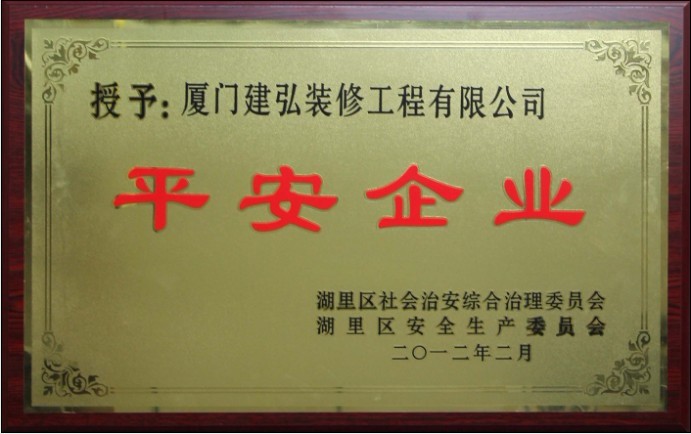 授予:厦门建弘装修工程有限公司
平安企业
湖里区社会治安综合治理委员会
湖里区安全生产委员会
二〇一二年二月